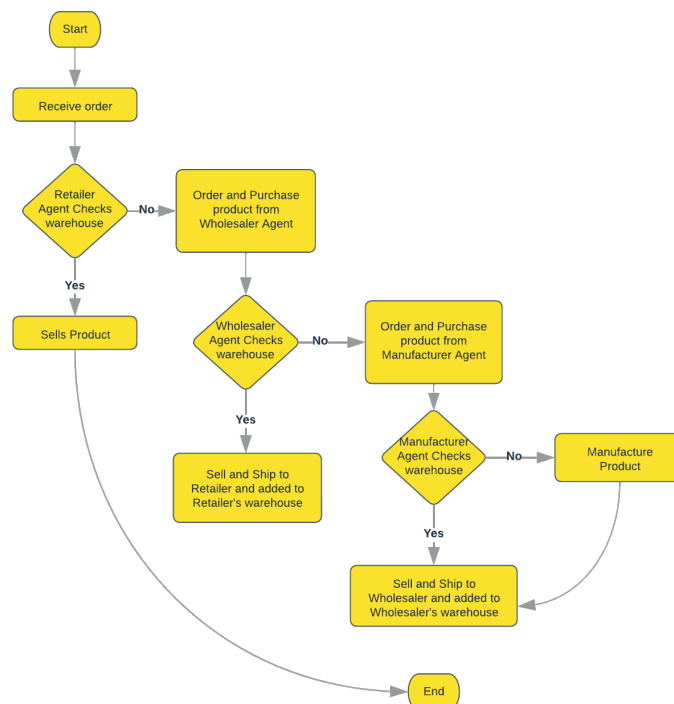 Start
Receive order
Retailer
Agent Checks
warehouse
No
Order and Purchase
product from
Wholesaler Agent
Yes
Sells Product
Wholesaler
Agent Checks
warehouse
No
Order and Purchase
product from
Manufacturer Agent
Yes
Sell and Ship to
Retailer and added to
Retailer's warehouse
Manufacturer
Agent Checks
warehouse
No
Manufacture
Product
Yes
Sell and Ship to
Wholesaler and added to
Wholesaler's warehouse
End